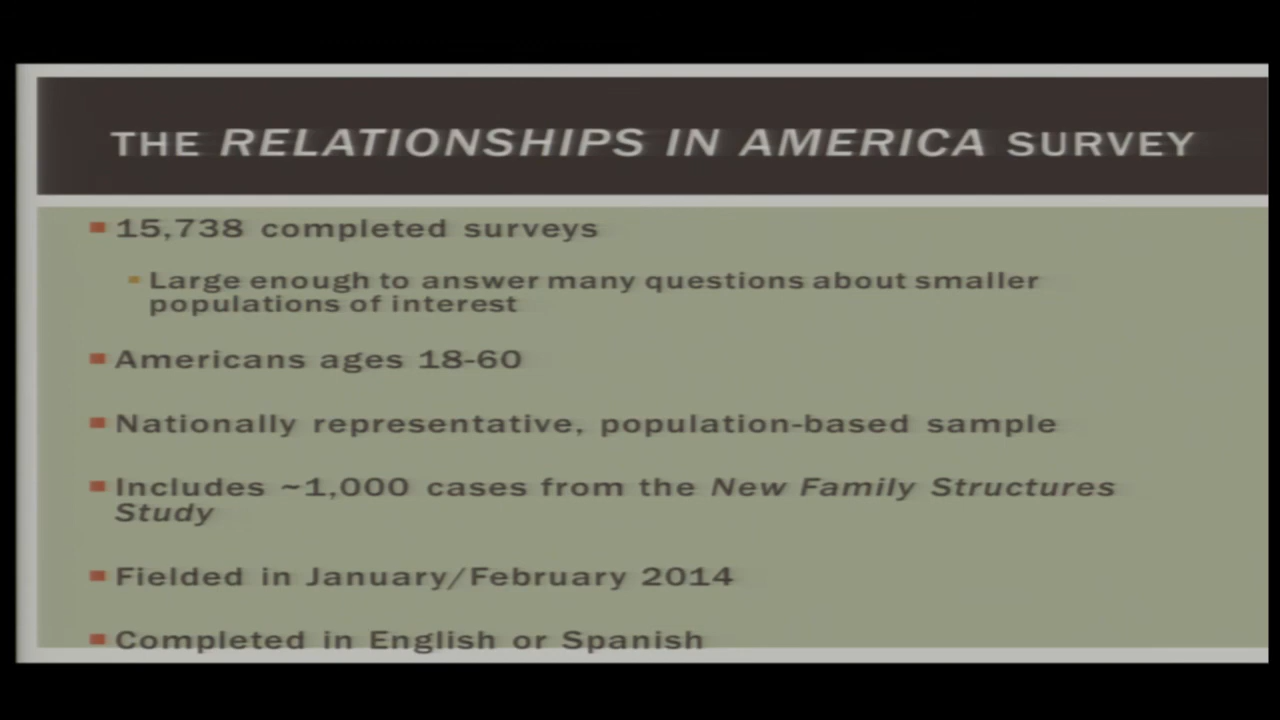 THE RELATIONSHIPS IN AMERICA SURVEY
15,738 completed surveys
Large enough to answer many questions about smaller
populations of interest
Americans ages 18-60
Nationally representative, population-based sample
Includes ~1,000 cases from the New Family Structures
Study
Fielded in January/February 2014
Completed in English or Spanish